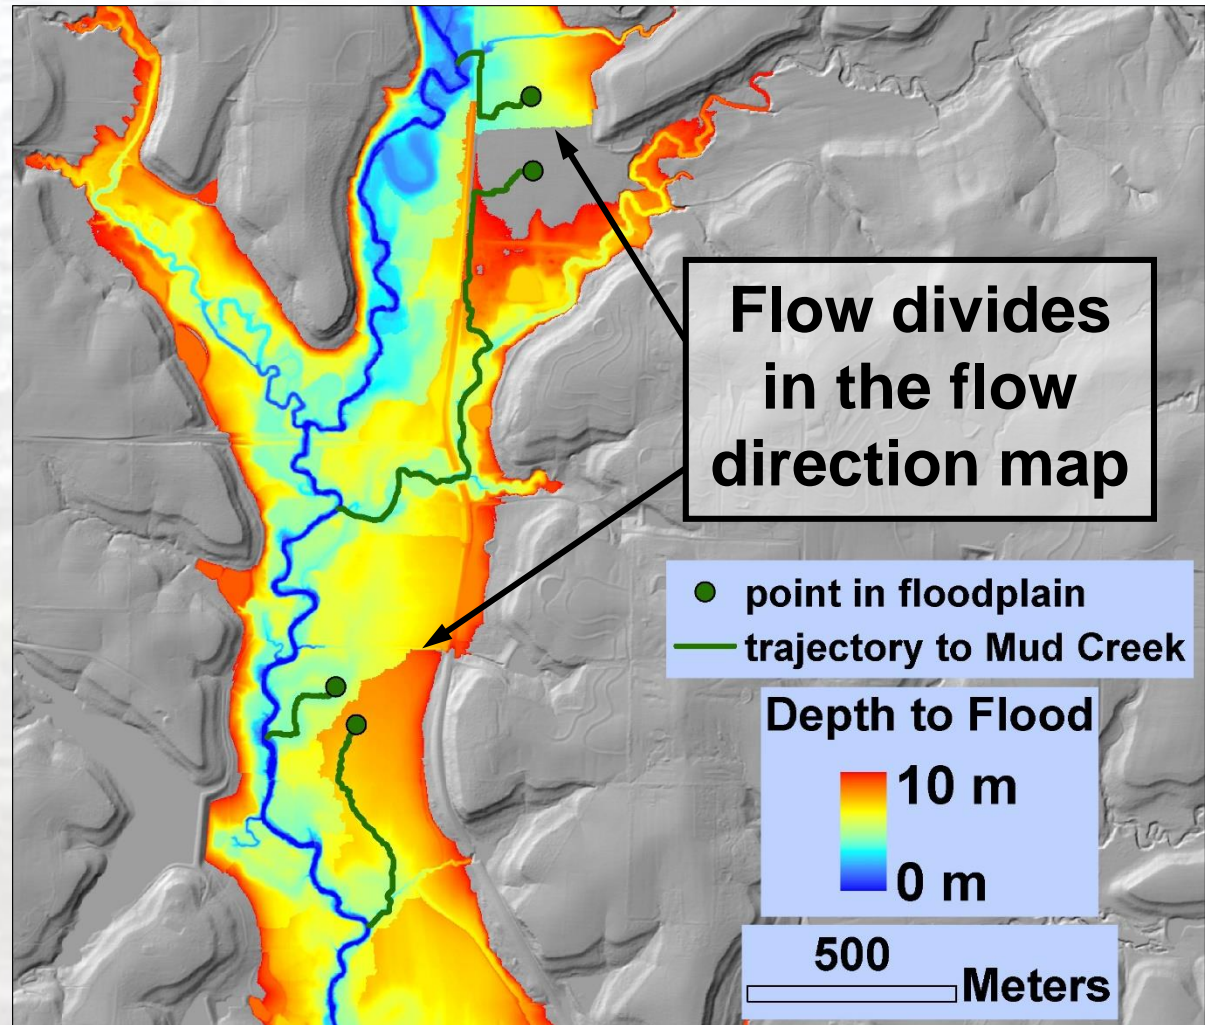 Flow divides
in the flow
direction map
point in floodplain
trajectory to Mud Creek
Depth to Flood
10 m
0 m
500
Meters